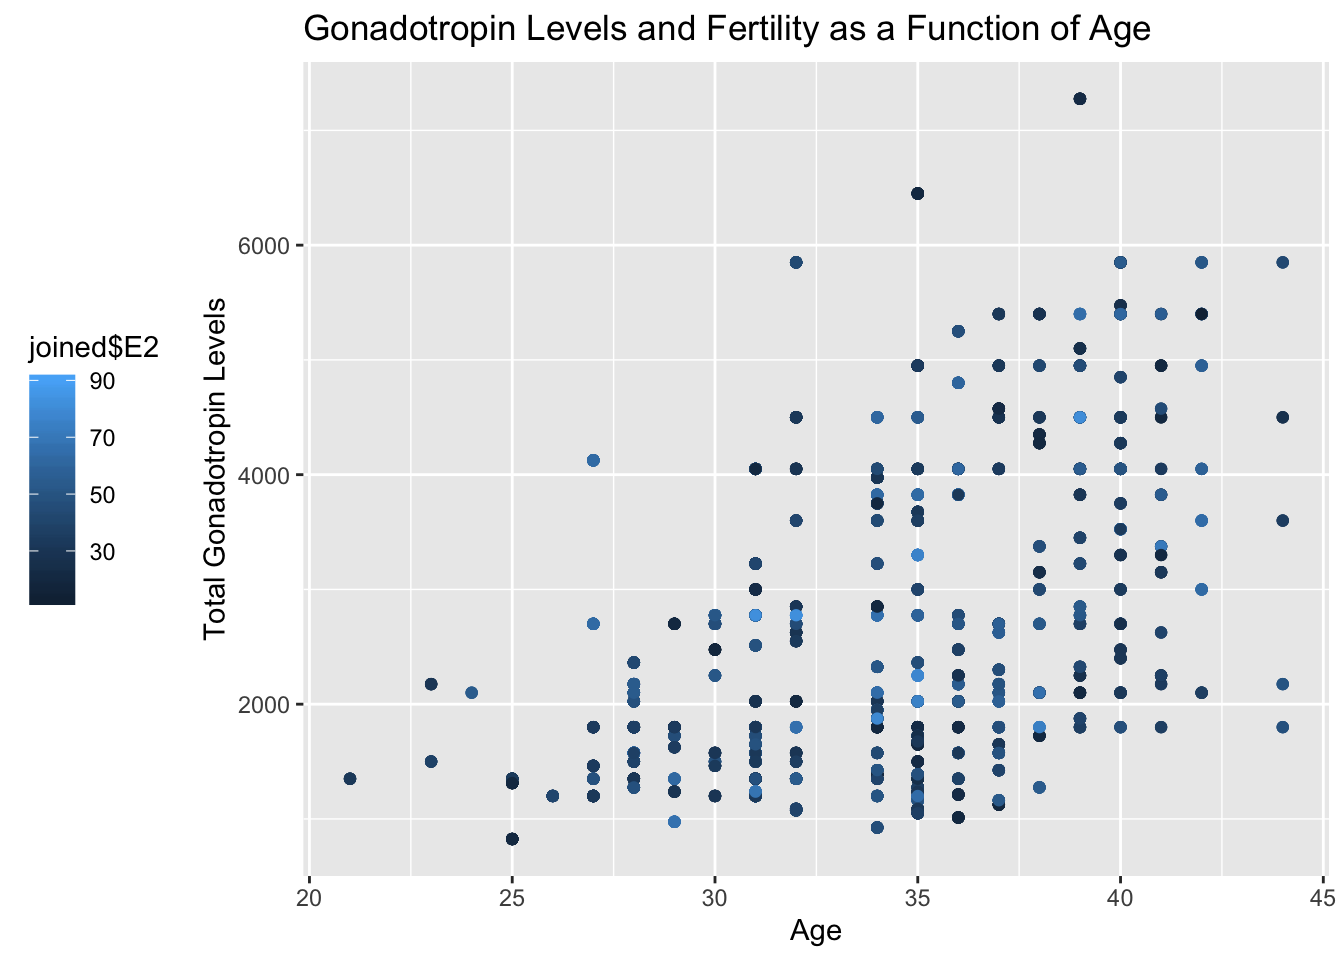 Gonadotropin Levels and Fertility as a Function of Age
joined$E2
90
70
50
30
Total Gonadotropin Levels
6000
4000
2000
20 25 30 35 40 45
Age